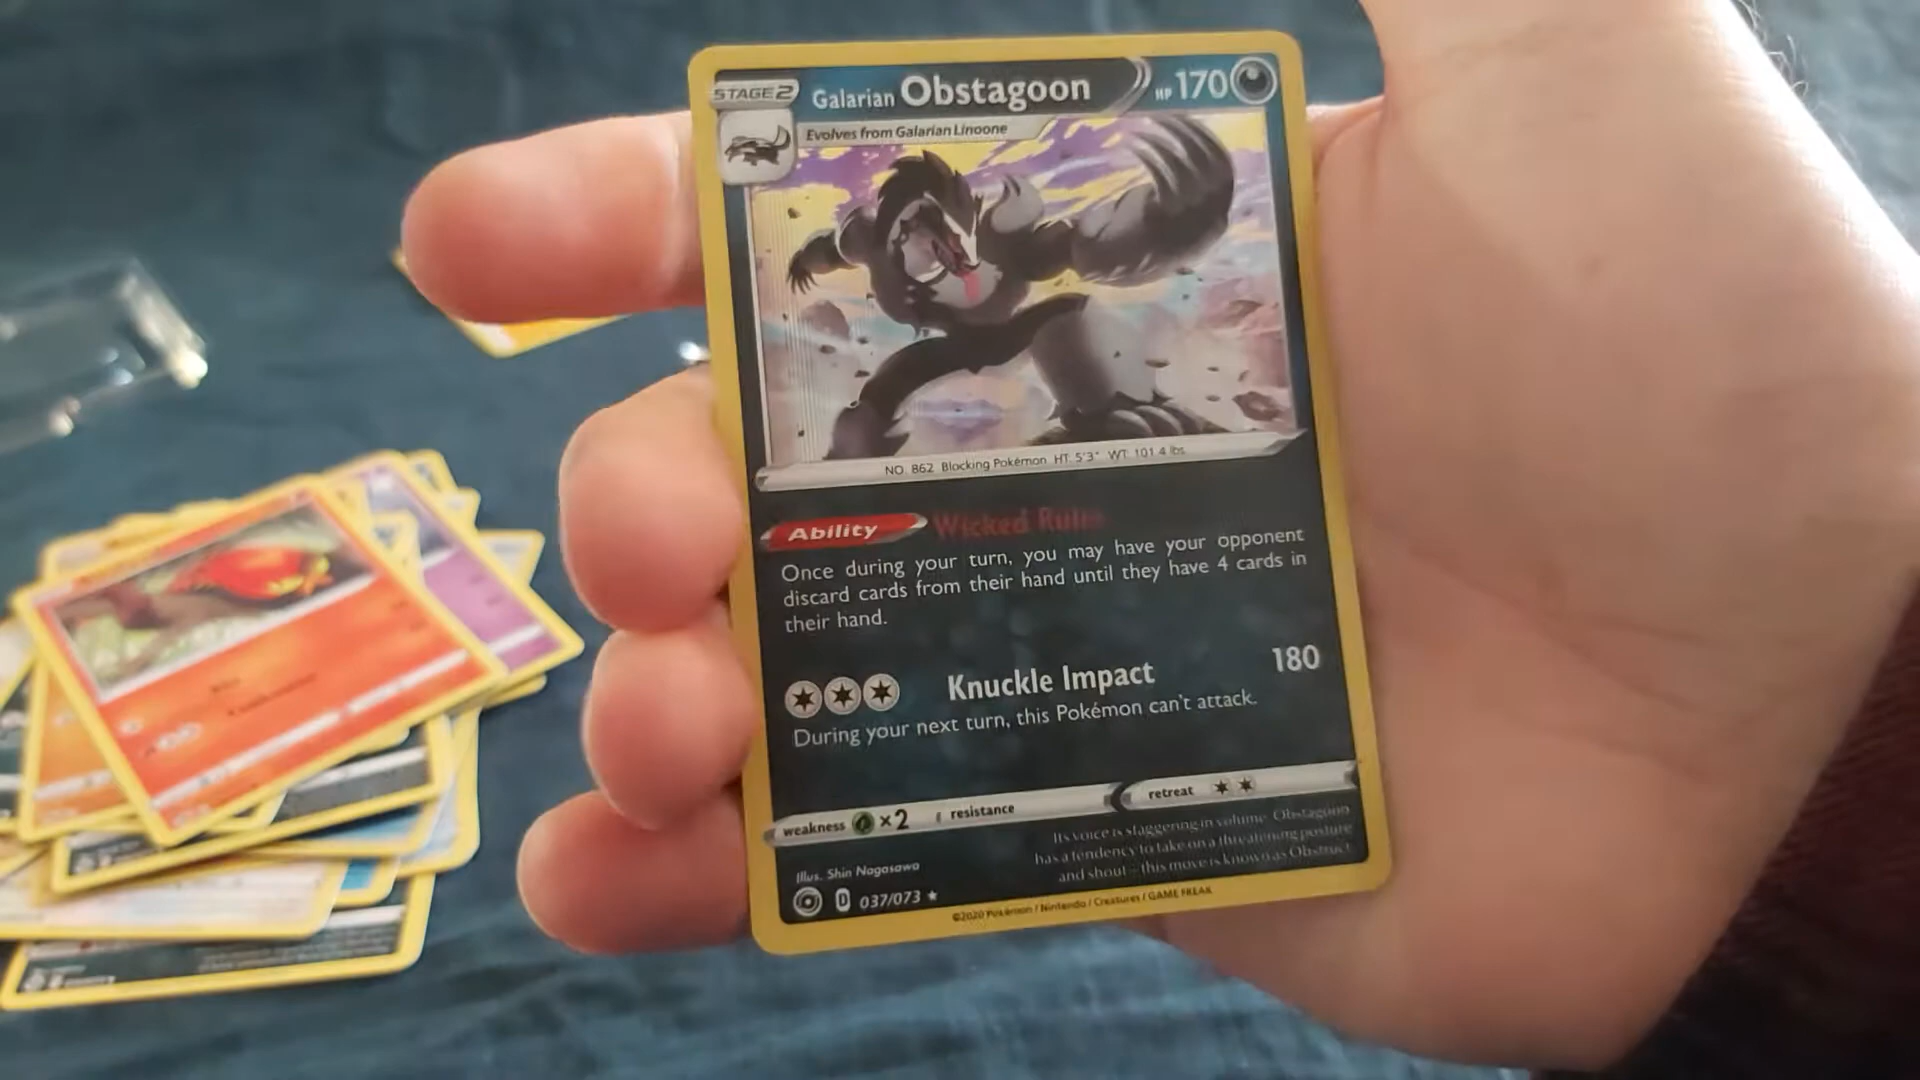 STAGE 2
Galarian Obstagoon
HP 170
Evolves from Galarian Linoone
NO. 862 Blocking Pokémon HT: 5'3" WT: 101.4 lbs.
Ability Wicked Ruler
Once during your turn, you may have your opponent
discard cards from their hand until they have 4 cards in
their hand.
Knuckle Impact 180
During your next turn, this Pokémon can't attack.
weakness ×2 resistance retreat
Its voice is staggering in volume. Obstagoon
has a tendency to take on a threatening posture
and shout—this move is known as Obstruct.
Illus. Shin Nagasawa
D 037/073 ★
©2020 Pokémon / Nintendo / Creatures / GAME FREAK